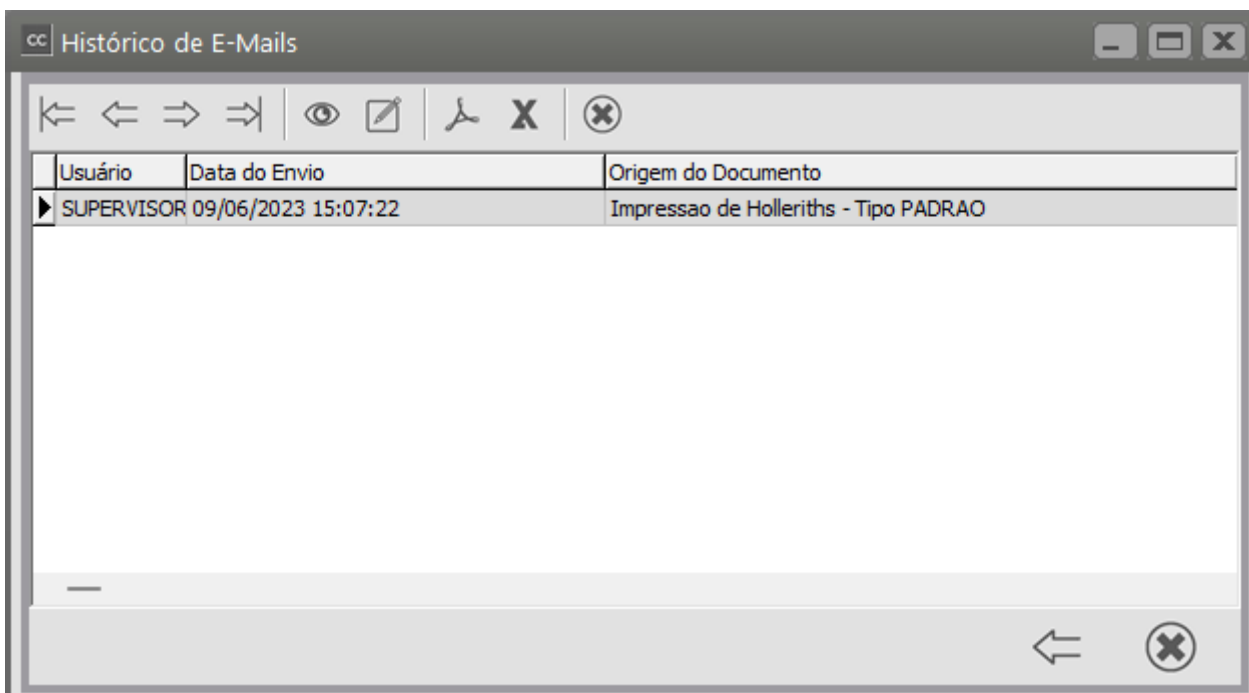 cc Histórico de E-Mails
Usuário Data do Envio Origem do Documento
SUPERVISOR 09/06/2023 15:07:22 Impressao de Holleriths - Tipo PADRAO